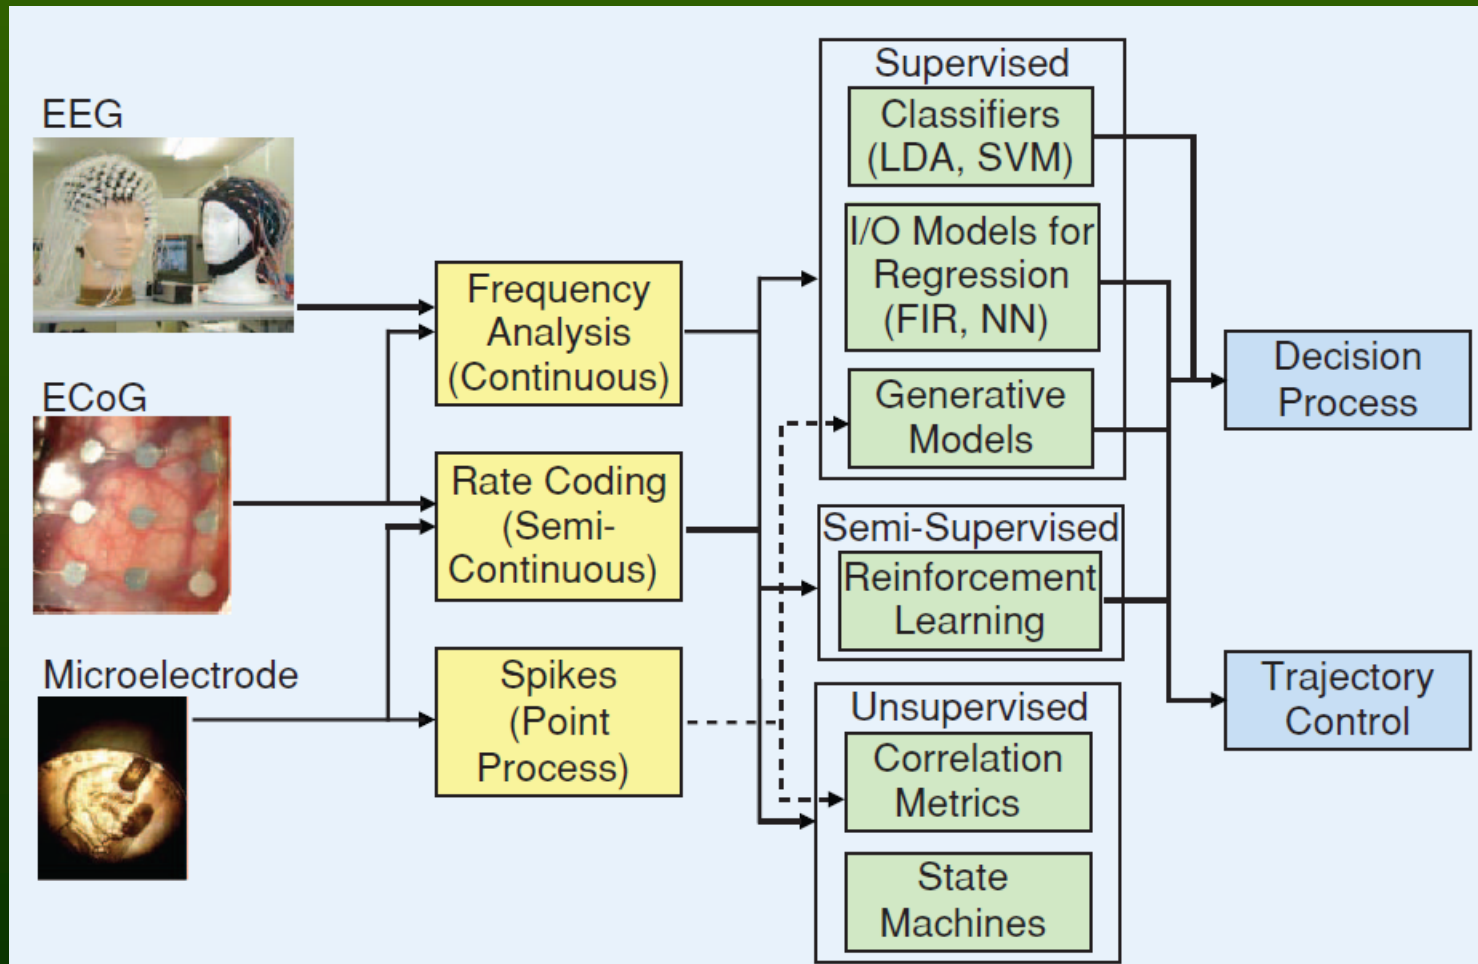 EEG
ECoG
Microelectrode
Frequency
Analysis
(Continuous)
Rate Coding
(Semi-
Continuous)
Spikes
(Point
Process)
Supervised
Classifiers
(LDA, SVM)
I/O Models for
Regression
(FIR, NN)
Generative
Models
Semi-Supervised
Reinforcement
Learning
Unsupervised
Correlation
Metrics
State
Machines
Decision
Process
Trajectory
Control